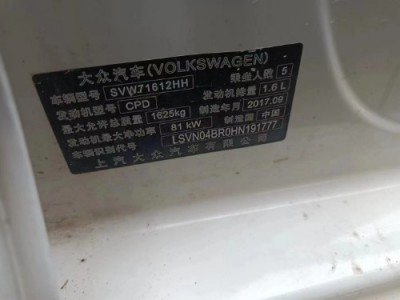 大众汽车(VOLKSWAGEN)
车辆型号 SVW71612HH 乘坐人数 5
发动机型号 CPD 发动机排量 1.6 L
最大允许总质量 1625kg 制造年月 2017.09
发动机最大净功率 81 kW 制造国 中国
车辆识别代号 LSVN04BR0HN191777
上汽大众汽车有限公司